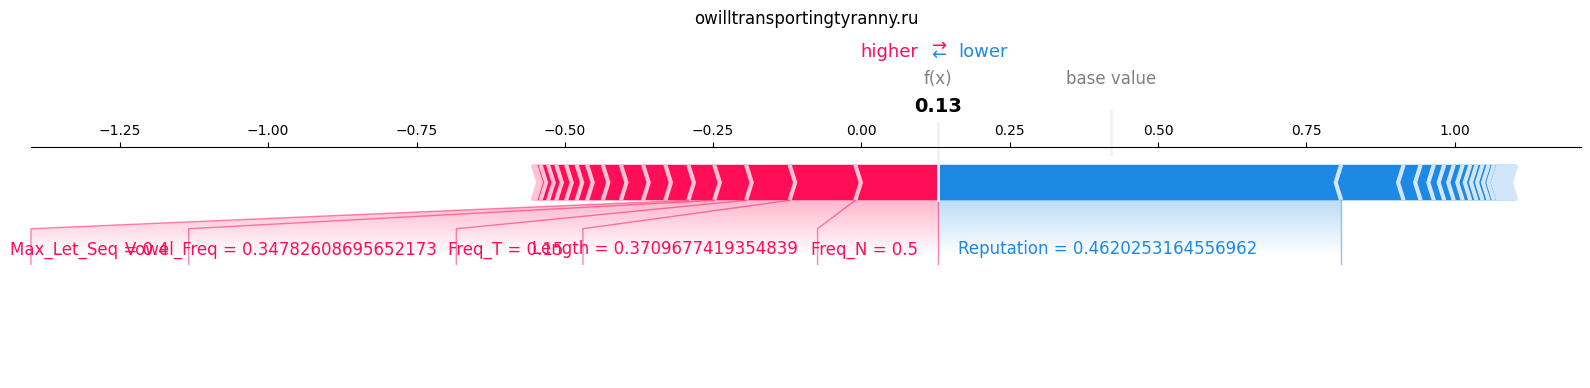 owilltransportingtyranny.ru
higher ⇄ lower
f(x) base value
0.13
−1.25 −1.00 −0.75 −0.50 −0.25 0.00 0.25 0.50 0.75 1.00
Max_Let_Seq = 0.4 Vowel_Freq = 0.34782608695652173 Freq_T = 0.15 Length = 0.3709677419354839 Freq_N = 0.5 Reputation = 0.4620253164556962